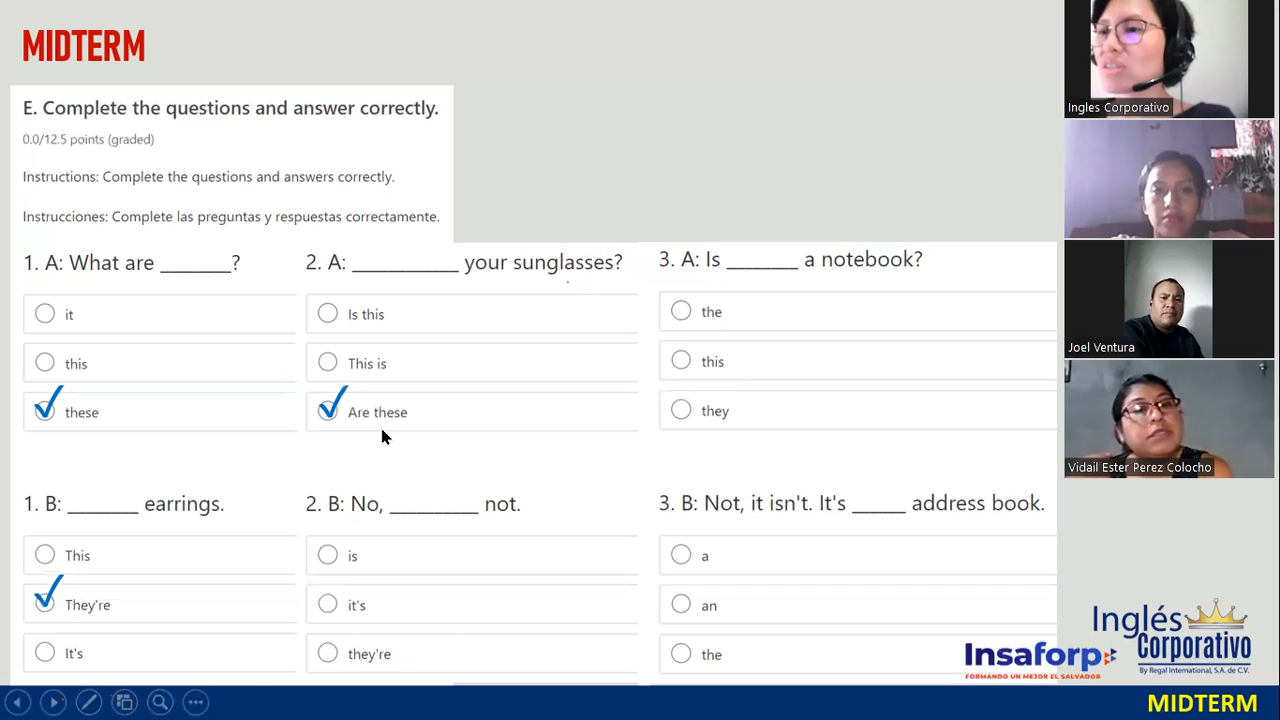 MIDTERM
E. Complete the questions and answer correctly.
0.0/12.5 points (graded)
Instructions: Complete the questions and answers correctly.
Instrucciones: Complete las preguntas y respuestas correctamente.
1. A: What are ________?
it
this
these
2. A: ___________ your sunglasses?
Is this
This is
Are these
3. A: Is ________ a notebook?
the
this
they
1. B: ________ earrings.
This
They're
It's
2. B: No, __________ not.
is
it's
they're
3. B: Not, it isn't. It's ______ address book.
a
an
the
Ingles Corporativo
Joel Ventura
Vidail Ester Perez Colocho
Insaforp
FORMANDO UN MEJOR EL SALVADOR
Inglés
Corporativo
By Regal International, S.A. de C.V.
MIDTERM